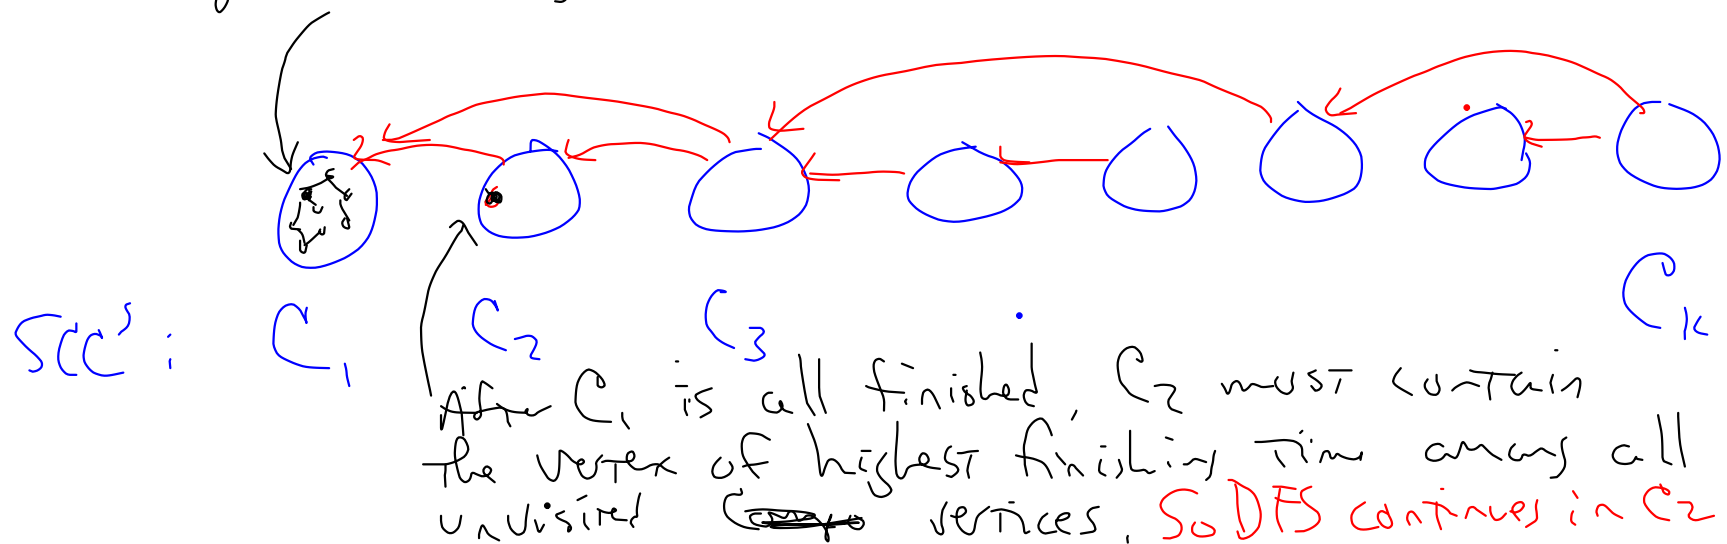 SCC's: C1 C2 C3 Ck
After C1 is all finished, C2 must contain
the vertex of highest finishing time among all
unvisited vertices. So DFS continues in C2